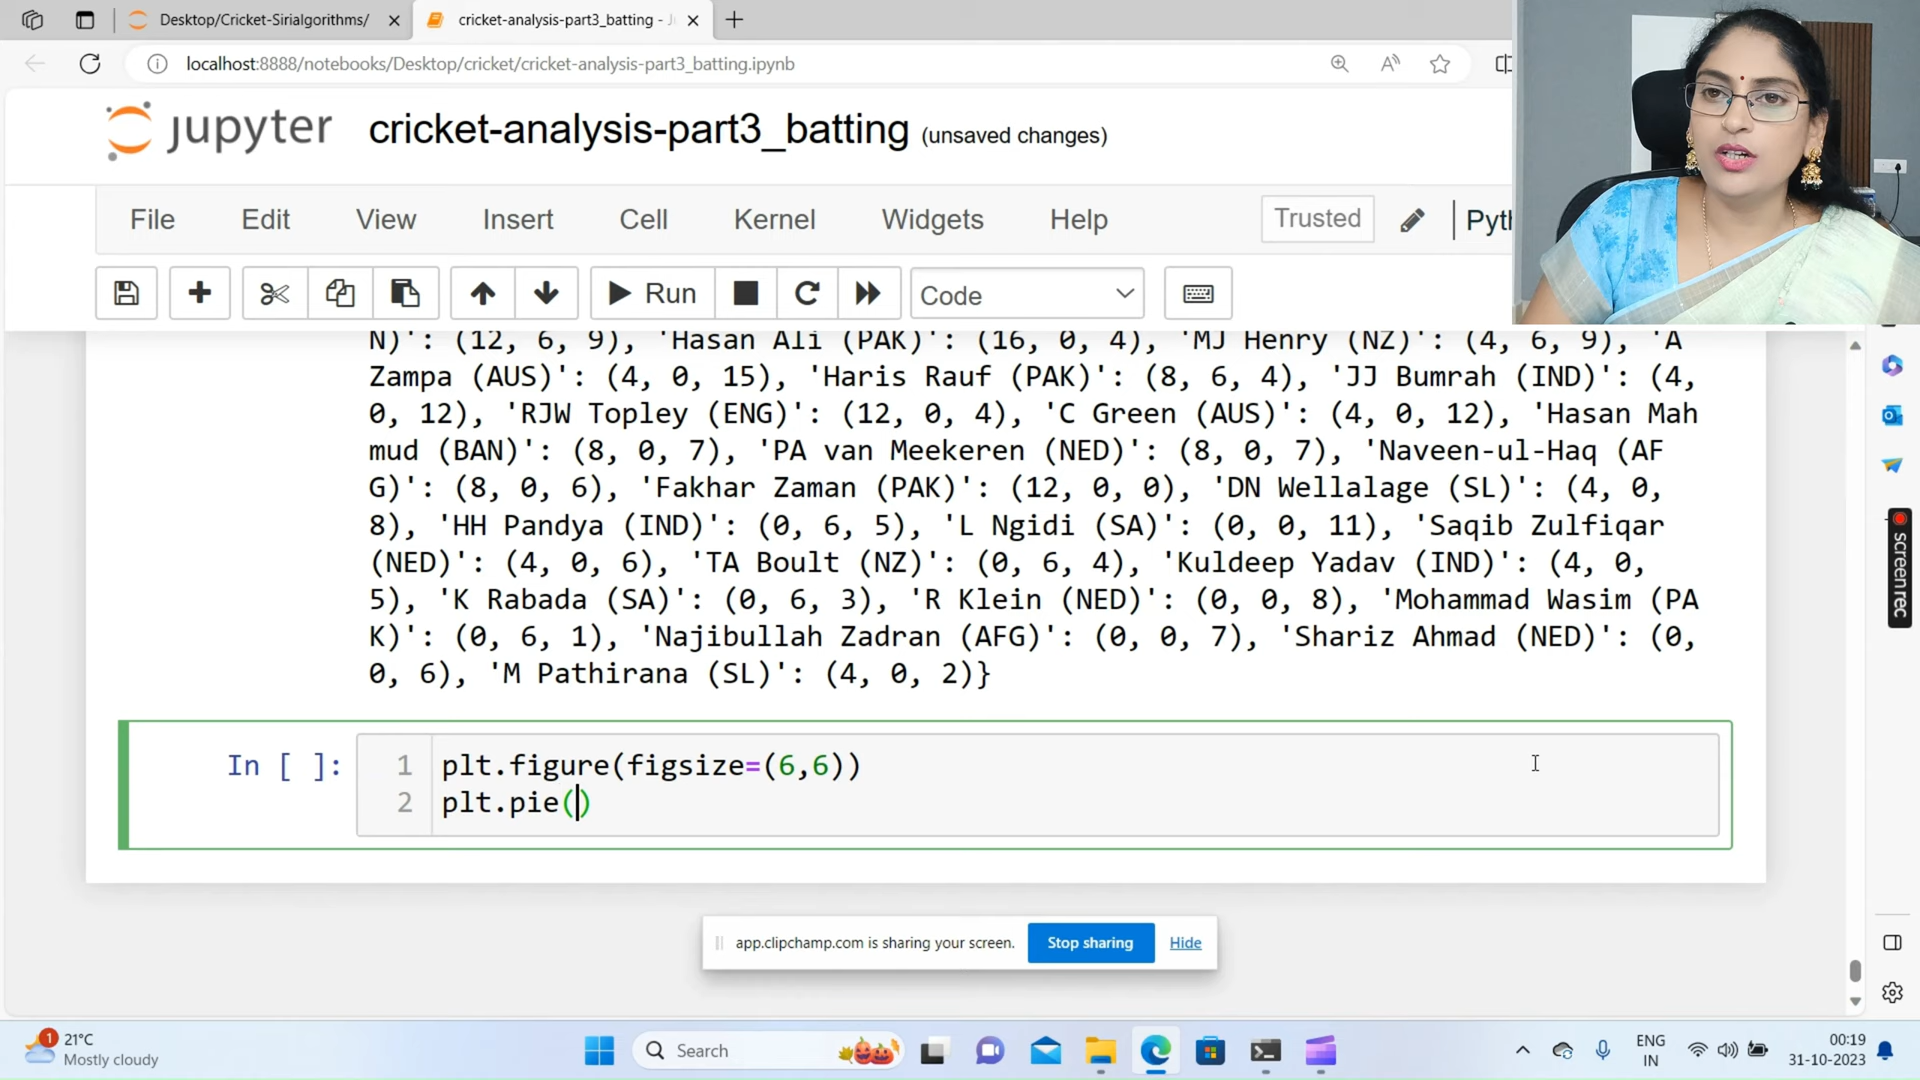 Desktop/Cricket-Sirialgorithms/
cricket-analysis-part3_batting - J
localhost:8888/notebooks/Desktop/cricket/cricket-analysis-part3_batting.ipynb
jupyter cricket-analysis-part3_batting (unsaved changes)
File Edit View Insert Cell Kernel Widgets Help Trusted Pyth
Run Code
N)': (12, 6, 9), 'Hasan Ali (PAK)': (16, 0, 4), 'MJ Henry (NZ)': (4, 6, 9), 'A
Zampa (AUS)': (4, 0, 15), 'Haris Rauf (PAK)': (8, 6, 4), 'JJ Bumrah (IND)': (4,
0, 12), 'RJW Topley (ENG)': (12, 0, 4), 'C Green (AUS)': (4, 0, 12), 'Hasan Mah
mud (BAN)': (8, 0, 7), 'PA van Meekeren (NED)': (8, 0, 7), 'Naveen-ul-Haq (AF
G)': (8, 0, 6), 'Fakhar Zaman (PAK)': (12, 0, 0), 'DN Wellalage (SL)': (4, 0,
8), 'HH Pandya (IND)': (0, 6, 5), 'L Ngidi (SA)': (0, 0, 11), 'Saqib Zulfiqar
(NED)': (4, 0, 6), 'TA Boult (NZ)': (0, 6, 4), 'Kuldeep Yadav (IND)': (4, 0,
5), 'K Rabada (SA)': (0, 6, 3), 'R Klein (NED)': (0, 0, 8), 'Mohammad Wasim (PA
K)': (0, 6, 1), 'Najibullah Zadran (AFG)': (0, 0, 7), 'Shariz Ahmad (NED)': (0,
0, 6), 'M Pathirana (SL)': (4, 0, 2)}
In [ ]: 1 plt.figure(figsize=(6,6))
2 plt.pie()
screenrec
app.clipchamp.com is sharing your screen. Stop sharing Hide
1 21°C
Mostly cloudy
Search
ENG
IN
00:19
31-10-2023